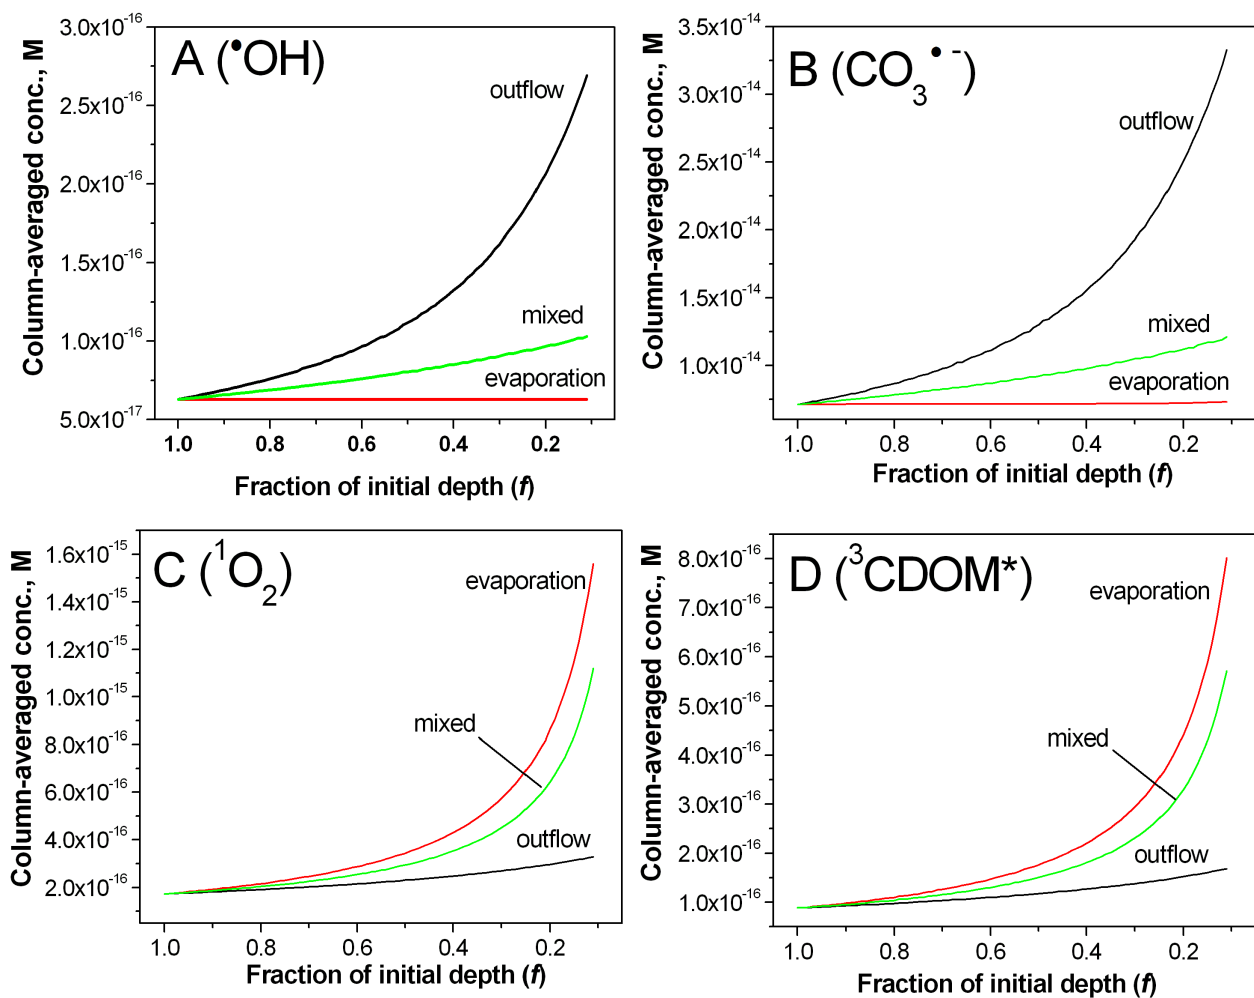 A (•OH)
Column-averaged conc., M
3.0x10⁻¹⁶
2.5x10⁻¹⁶
2.0x10⁻¹⁶
1.5x10⁻¹⁶
1.0x10⁻¹⁶
5.0x10⁻¹⁷
outflow
mixed
evaporation
1.0 0.8 0.6 0.4 0.2
Fraction of initial depth (f)
B (CO₃•⁻)
Column-averaged conc., M
3.5x10⁻¹⁴
3.0x10⁻¹⁴
2.5x10⁻¹⁴
2.0x10⁻¹⁴
1.5x10⁻¹⁴
1.0x10⁻¹⁴
outflow
mixed
evaporation
1.0 0.8 0.6 0.4 0.2
Fraction of initial depth (f)
C (¹O₂)
Column-averaged conc., M
1.6x10⁻¹⁵
1.4x10⁻¹⁵
1.2x10⁻¹⁵
1.0x10⁻¹⁵
8.0x10⁻¹⁶
6.0x10⁻¹⁶
4.0x10⁻¹⁶
2.0x10⁻¹⁶
evaporation
mixed
outflow
1.0 0.8 0.6 0.4 0.2
Fraction of initial depth (f)
D (³CDOM*)
Column-averaged conc., M
8.0x10⁻¹⁶
7.0x10⁻¹⁶
6.0x10⁻¹⁶
5.0x10⁻¹⁶
4.0x10⁻¹⁶
3.0x10⁻¹⁶
2.0x10⁻¹⁶
1.0x10⁻¹⁶
evaporation
mixed
outflow
1.0 0.8 0.6 0.4 0.2
Fraction of initial depth (f)